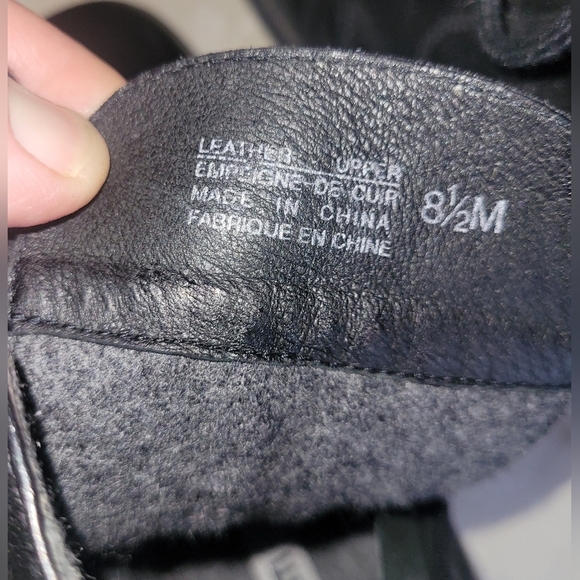 LEATHER UPPER
EMPEIGNE DE CUIR
MADE IN CHINA
FABRIQUE EN CHINE
8½M